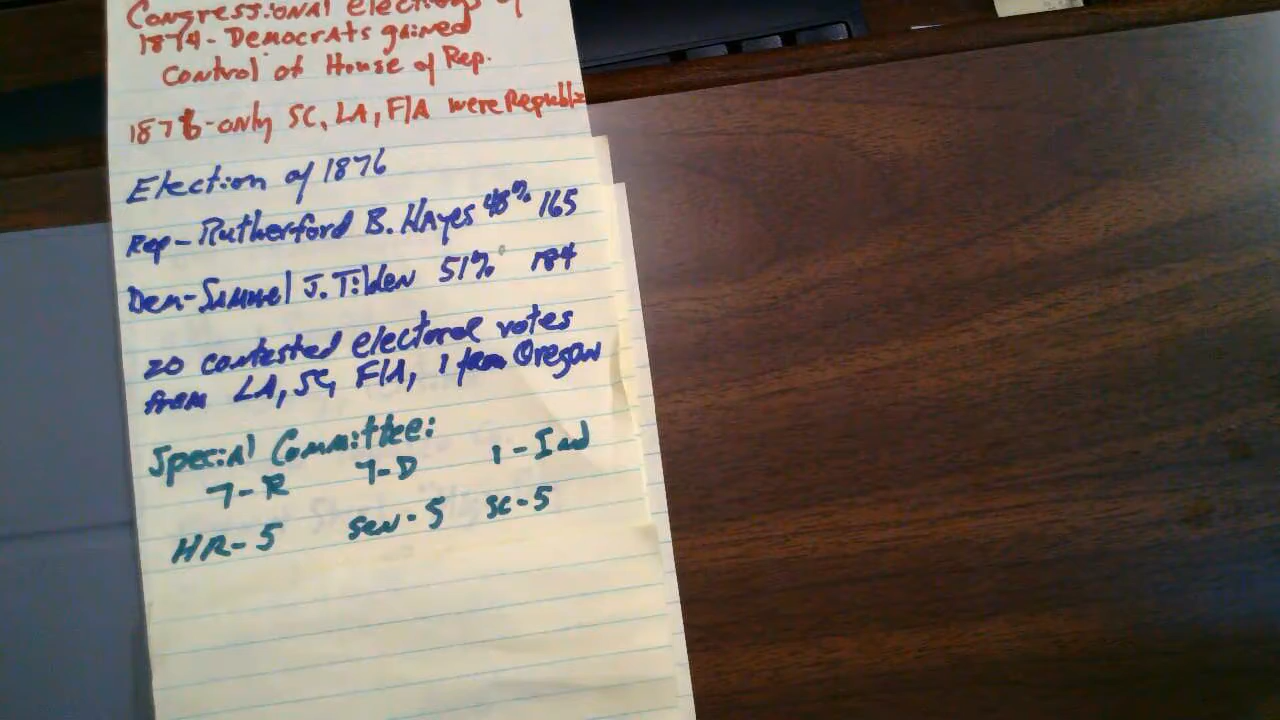 Congressional elections of
1874- Democrats gained
Control of House of Rep.
1876-only SC, LA, FlA were Republic
Election of 1876
Rep- Rutherford B. Hayes 48% 165
Dem- Samuel J. Tilden 51% 184
20 contested electoral votes
from LA, SC, FlA, 1 from Oregon
Special Committee:
7-R 7-D 1-Ind
HR-5 Sen-5 SC-5